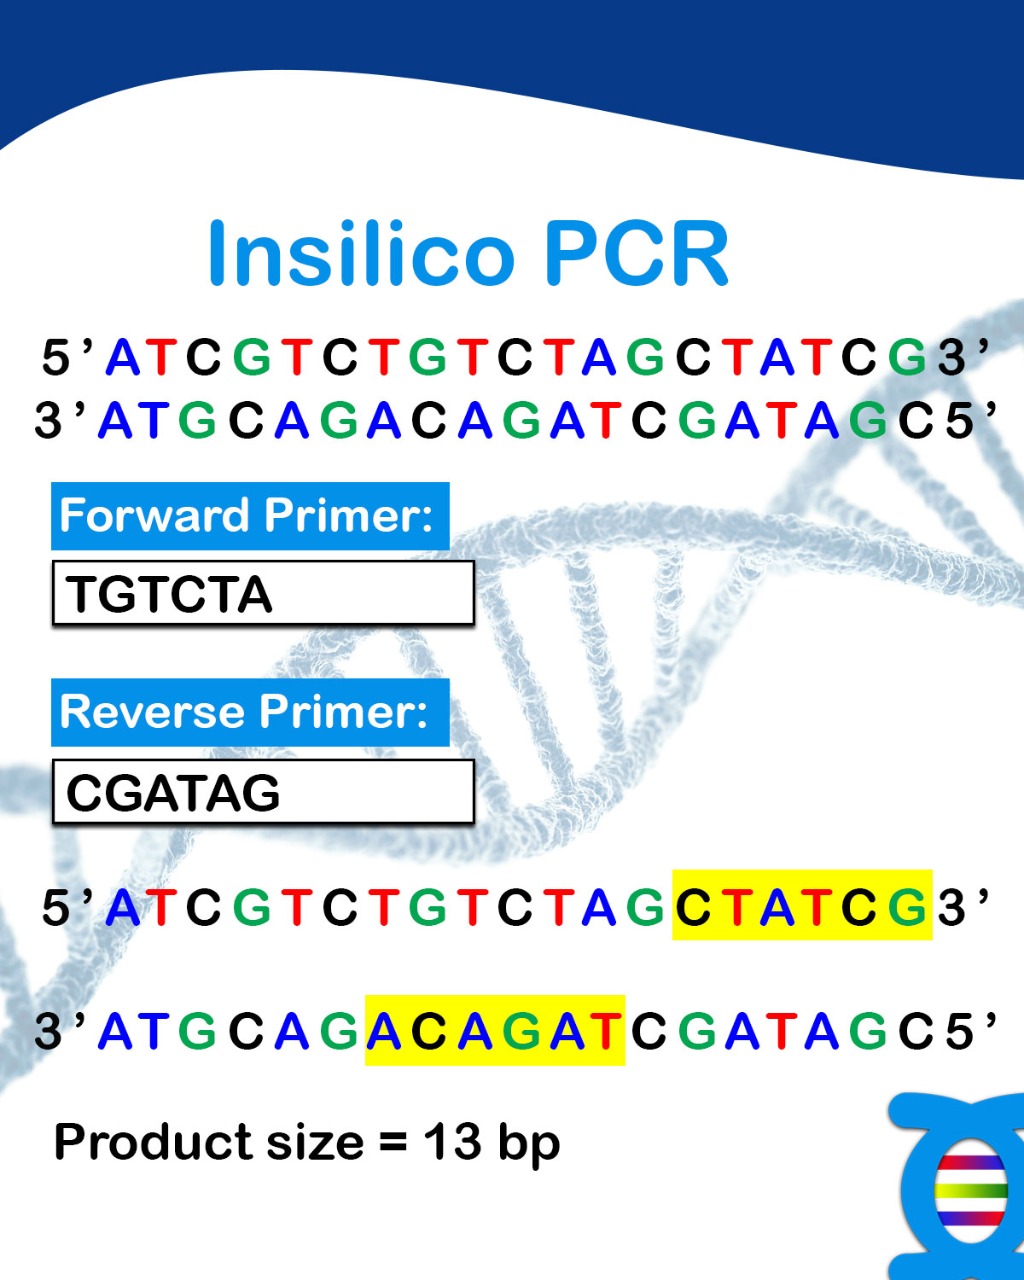 Insilico PCR
5’ATCGTCTGTCTAGCTATCG3’
3’ATGCAGACAGATCGATAGC5’
Forward Primer:
TGTCTA
Reverse Primer:
CGATAG
5’ATCGTCTGTCTAGCTATCG3’
3’ATGCAGACAGATCGATAGC5’
Product size = 13 bp